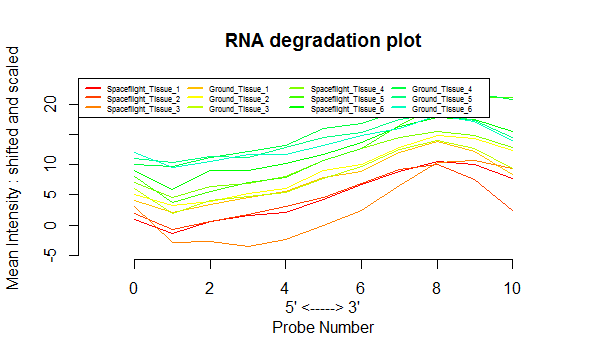 RNA degradation plot
Mean Intensity : shifted and scaled
Spaceflight_Tissue_1 Ground_Tissue_1 Spaceflight_Tissue_4 Ground_Tissue_4
Spaceflight_Tissue_2 Ground_Tissue_2 Spaceflight_Tissue_5 Ground_Tissue_5
Spaceflight_Tissue_3 Ground_Tissue_3 Spaceflight_Tissue_6 Ground_Tissue_6
20
10
5
0
-5
0 2 4 6 8 10
5' <-----> 3'
Probe Number